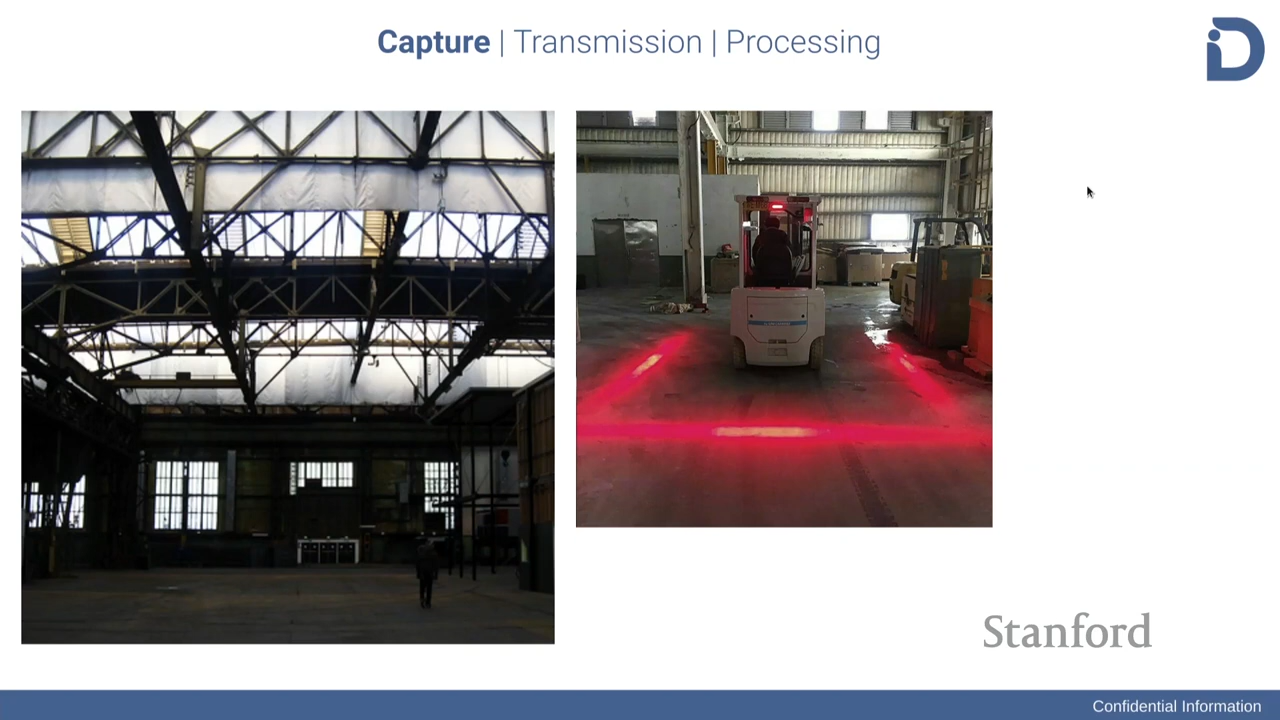 Capture | Transmission | Processing
Stanford
Confidential Information